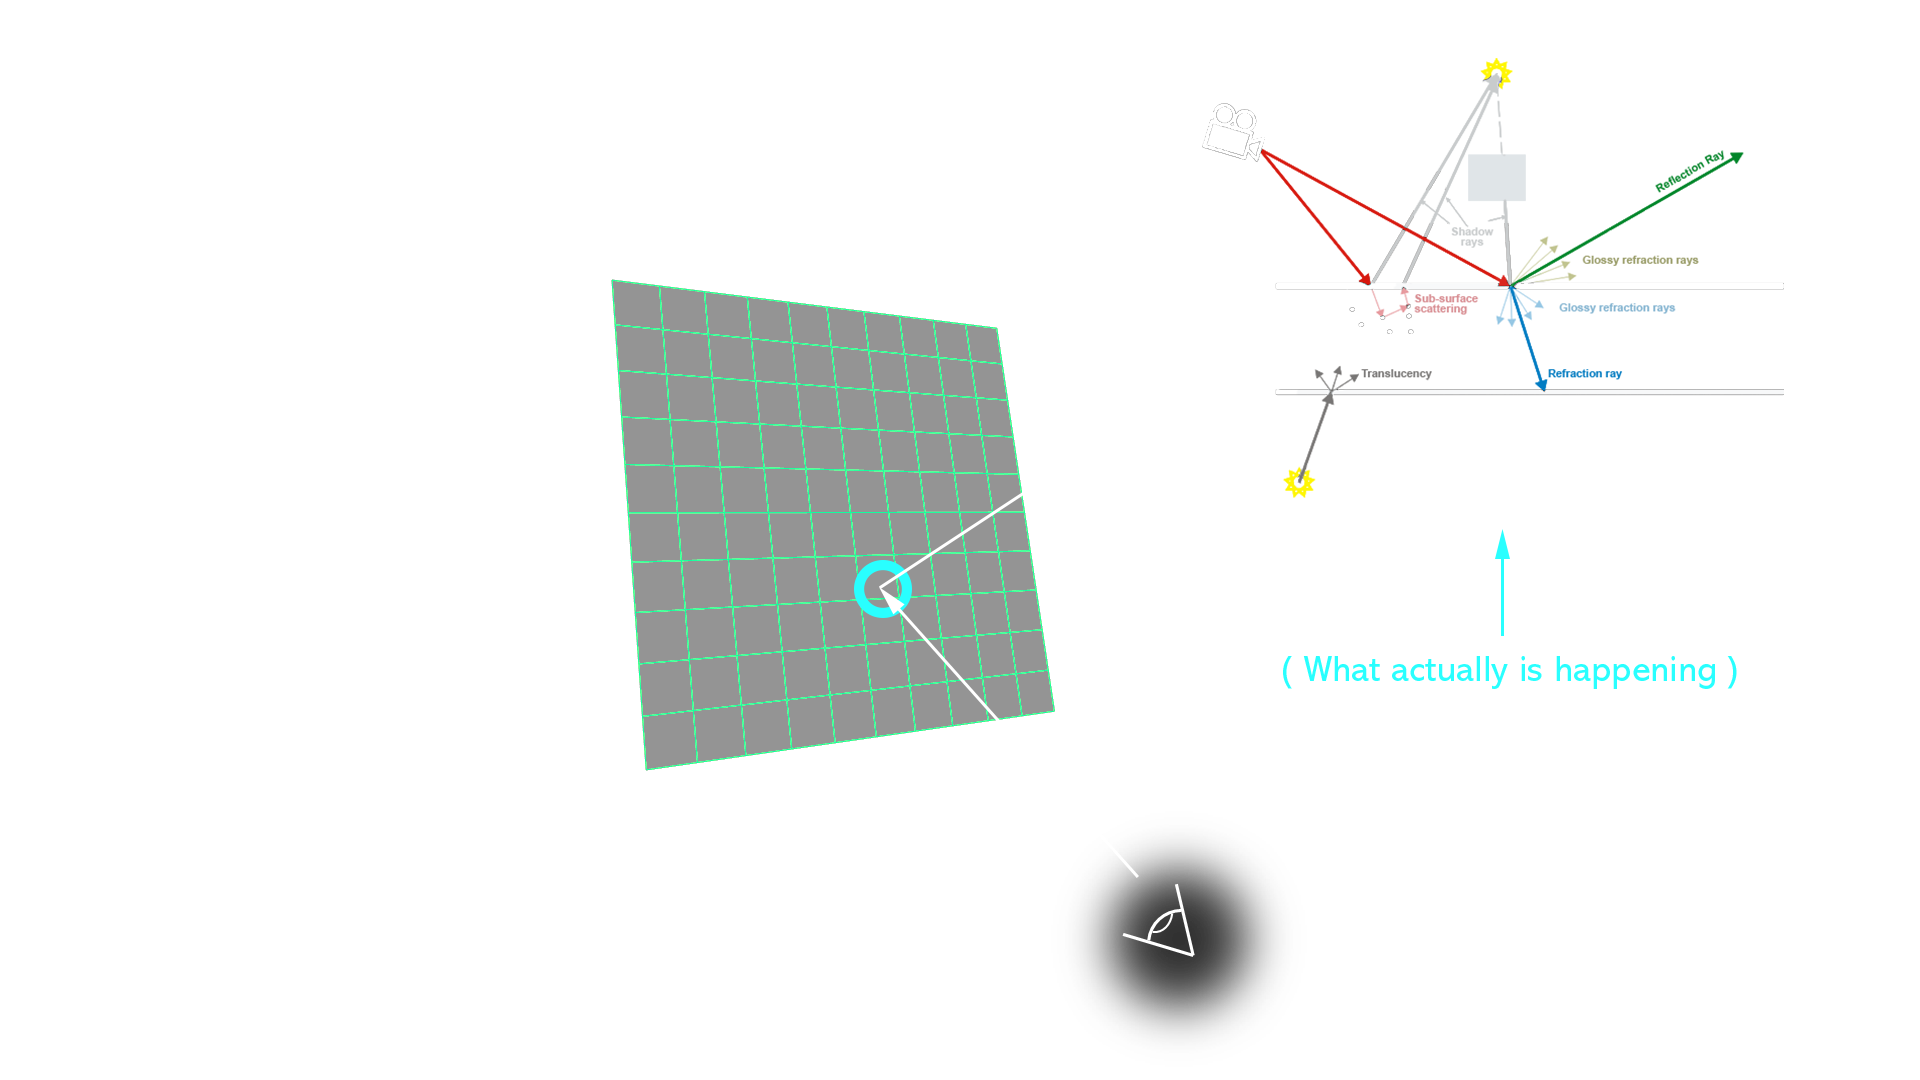 Reflection Ray
Shadow
rays
Glossy refraction rays
Sub-surface
scattering
Glossy refraction rays
Translucency
Refraction ray
( What actually is happening )